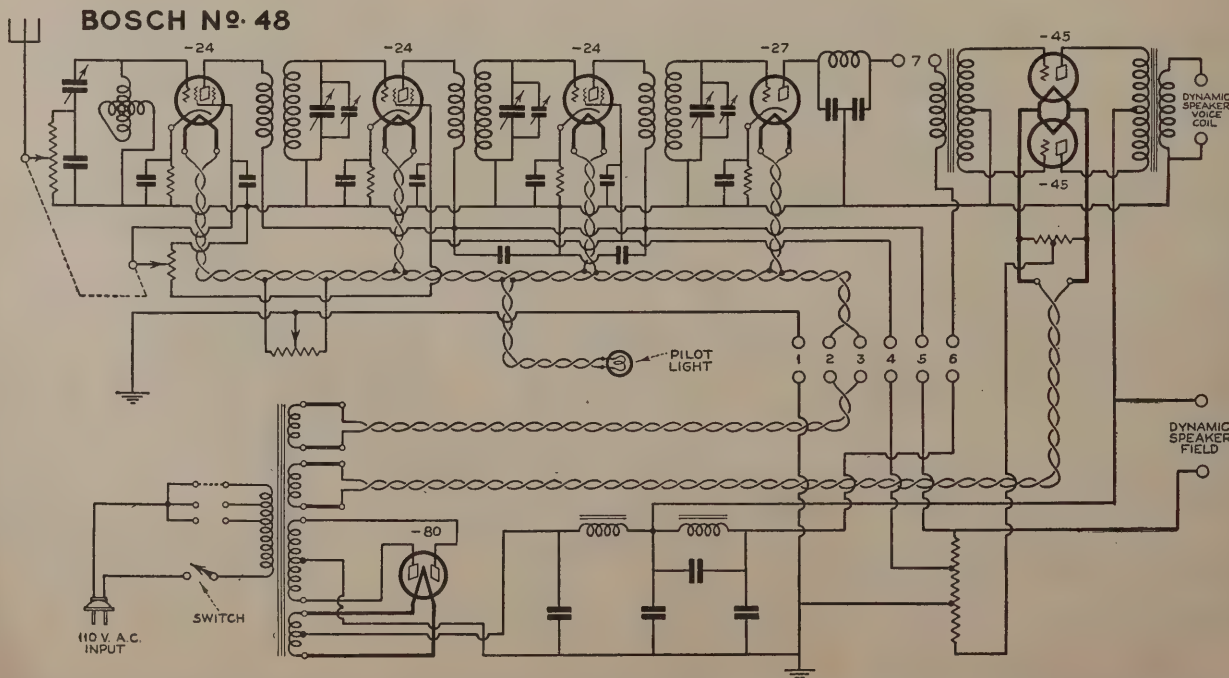 BOSCH Nº. 48
-24
-24
-24
-27
7
-45
-45
DYNAMIC
SPEAKER
VOICE
COIL
PILOT
LIGHT
1
2
3
4
5
6
DYNAMIC
SPEAKER
FIELD
-80
SWITCH
110 V. A.C.
INPUT